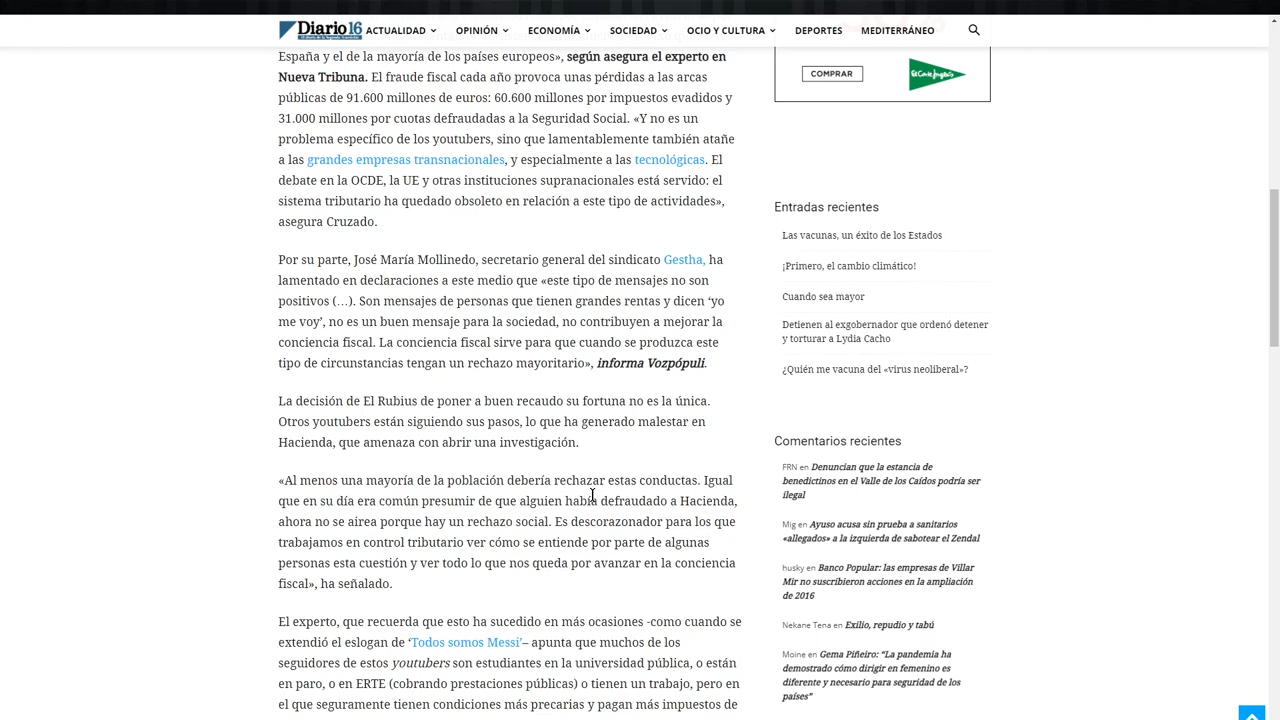 Diario16
ACTUALIDAD
OPINIÓN
ECONOMÍA
SOCIEDAD
OCIO Y CULTURA
DEPORTES
MEDITERRÁNEO
España y el de la mayoría de los países europeos», según asegura el experto en
Nueva Tribuna. El fraude fiscal cada año provoca unas pérdidas a las arcas
públicas de 91.600 millones de euros: 60.600 millones por impuestos evadidos y
31.000 millones por cuotas defraudadas a la Seguridad Social. «Y no es un
problema específico de los youtubers, sino que lamentablemente también atañe
a las grandes empresas transnacionales, y especialmente a las tecnológicas. El
debate en la OCDE, la UE y otras instituciones supranacionales está servido: el
sistema tributario ha quedado obsoleto en relación a este tipo de actividades»,
asegura Cruzado.
Por su parte, José María Mollinedo, secretario general del sindicato Gestha, ha
lamentado en declaraciones a este medio que «este tipo de mensajes no son
positivos (…). Son mensajes de personas que tienen grandes rentas y dicen ‘yo
me voy’, no es un buen mensaje para la sociedad, no contribuyen a mejorar la
conciencia fiscal. La conciencia fiscal sirve para que cuando se produzca este
tipo de circunstancias tengan un rechazo mayoritario», informa Vozpópuli.
La decisión de El Rubius de poner a buen recaudo su fortuna no es la única.
Otros youtubers están siguiendo sus pasos, lo que ha generado malestar en
Hacienda, que amenaza con abrir una investigación.
«Al menos una mayoría de la población debería rechazar estas conductas. Igual
que en su día era común presumir de que alguien había defraudado a Hacienda,
ahora no se airea porque hay un rechazo social. Es descorazonador para los que
trabajamos en control tributario ver cómo se entiende por parte de algunas
personas esta cuestión y ver todo lo que nos queda por avanzar en la conciencia
fiscal», ha señalado.
El experto, que recuerda que esto ha sucedido en más ocasiones -como cuando se
extendió el eslogan de ‘Todos somos Messi’– apunta que muchos de los
seguidores de estos youtubers son estudiantes en la universidad pública, o están
en paro, o en ERTE (cobrando prestaciones públicas) o tienen un trabajo, pero en
el que seguramente tienen condiciones más precarias y pagan más impuestos de
COMPRAR
El Corte Inglés
Entradas recientes
Las vacunas, un éxito de los Estados
¡Primero, el cambio climático!
Cuando sea mayor
Detienen al exgobernador que ordenó detener
y torturar a Lydia Cacho
¿Quién me vacuna del «virus neoliberal»?
Comentarios recientes
FRN en Denuncian que la estancia de
benedictinos en el Valle de los Caídos podría ser
ilegal
Mig en Ayuso acusa sin prueba a sanitarios
«allegados» a la izquierda de sabotear el Zendal
husky en Banco Popular: las empresas de Villar
Mir no suscribieron acciones en la ampliación
de 2016
Nekane Tena en Exilio, repudio y tabú
Moine en Gema Piñeiro: “La pandemia ha
demostrado cómo dirigir en femenino es
diferente y necesario para seguridad de los
países”